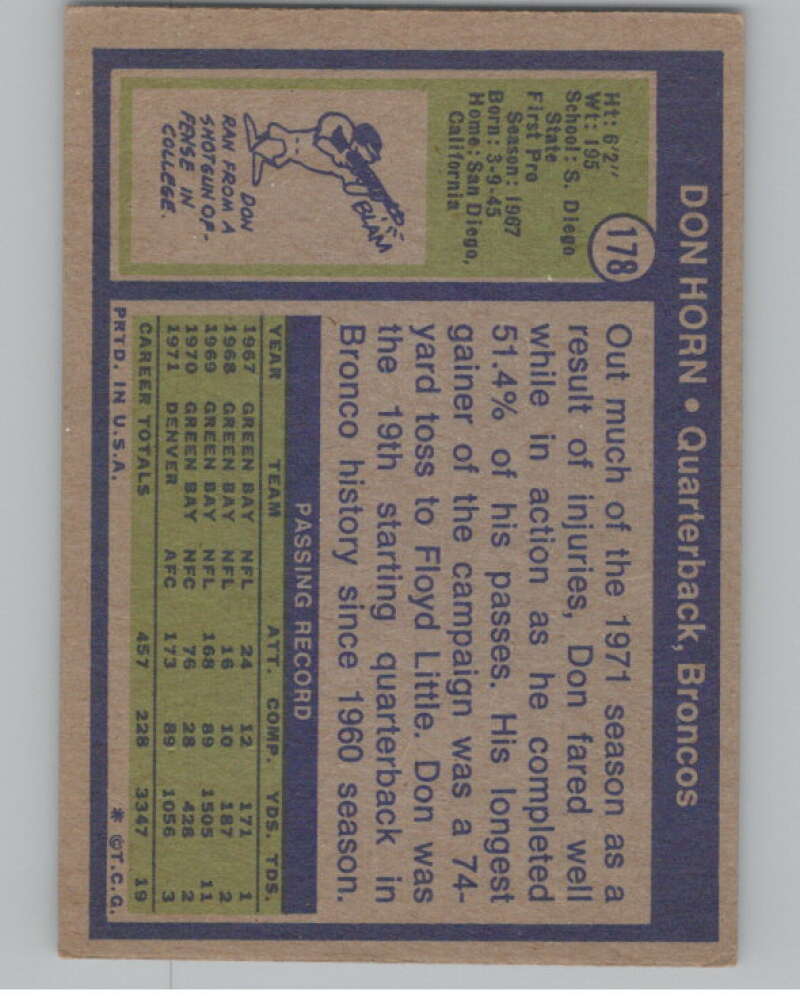 DON HORN • Quarterback, Broncos
178
Ht: 6'2"
Wt: 195
School: S. Diego
State
First Pro
Season: 1967
Born: 3-9-45
Home: San Diego,
California
BLAM
DON
RAN FROM A
SHOTGUN OF-
FENSE IN
COLLEGE.
Out much of the 1971 season as a
result of injuries, Don fared well
while in action as he completed
51.4% of his passes. His longest
gainer of the campaign was a 74-
yard toss to Floyd Little. Don was
the 19th starting quarterback in
Bronco history since 1960 season.
PASSING RECORD
YEAR TEAM ATT. COMP. YDS. TDS.
1967 GREEN BAY NFL 24 12 171 1
1968 GREEN BAY NFL 16 10 187 2
1969 GREEN BAY NFL 168 89 1505 11
1970 GREEN BAY NFC 76 28 428 2
1971 DENVER AFC 173 89 1056 3
CAREER TOTALS 457 228 3347 19
PRTD. IN U.S.A. * ©T.C.G.